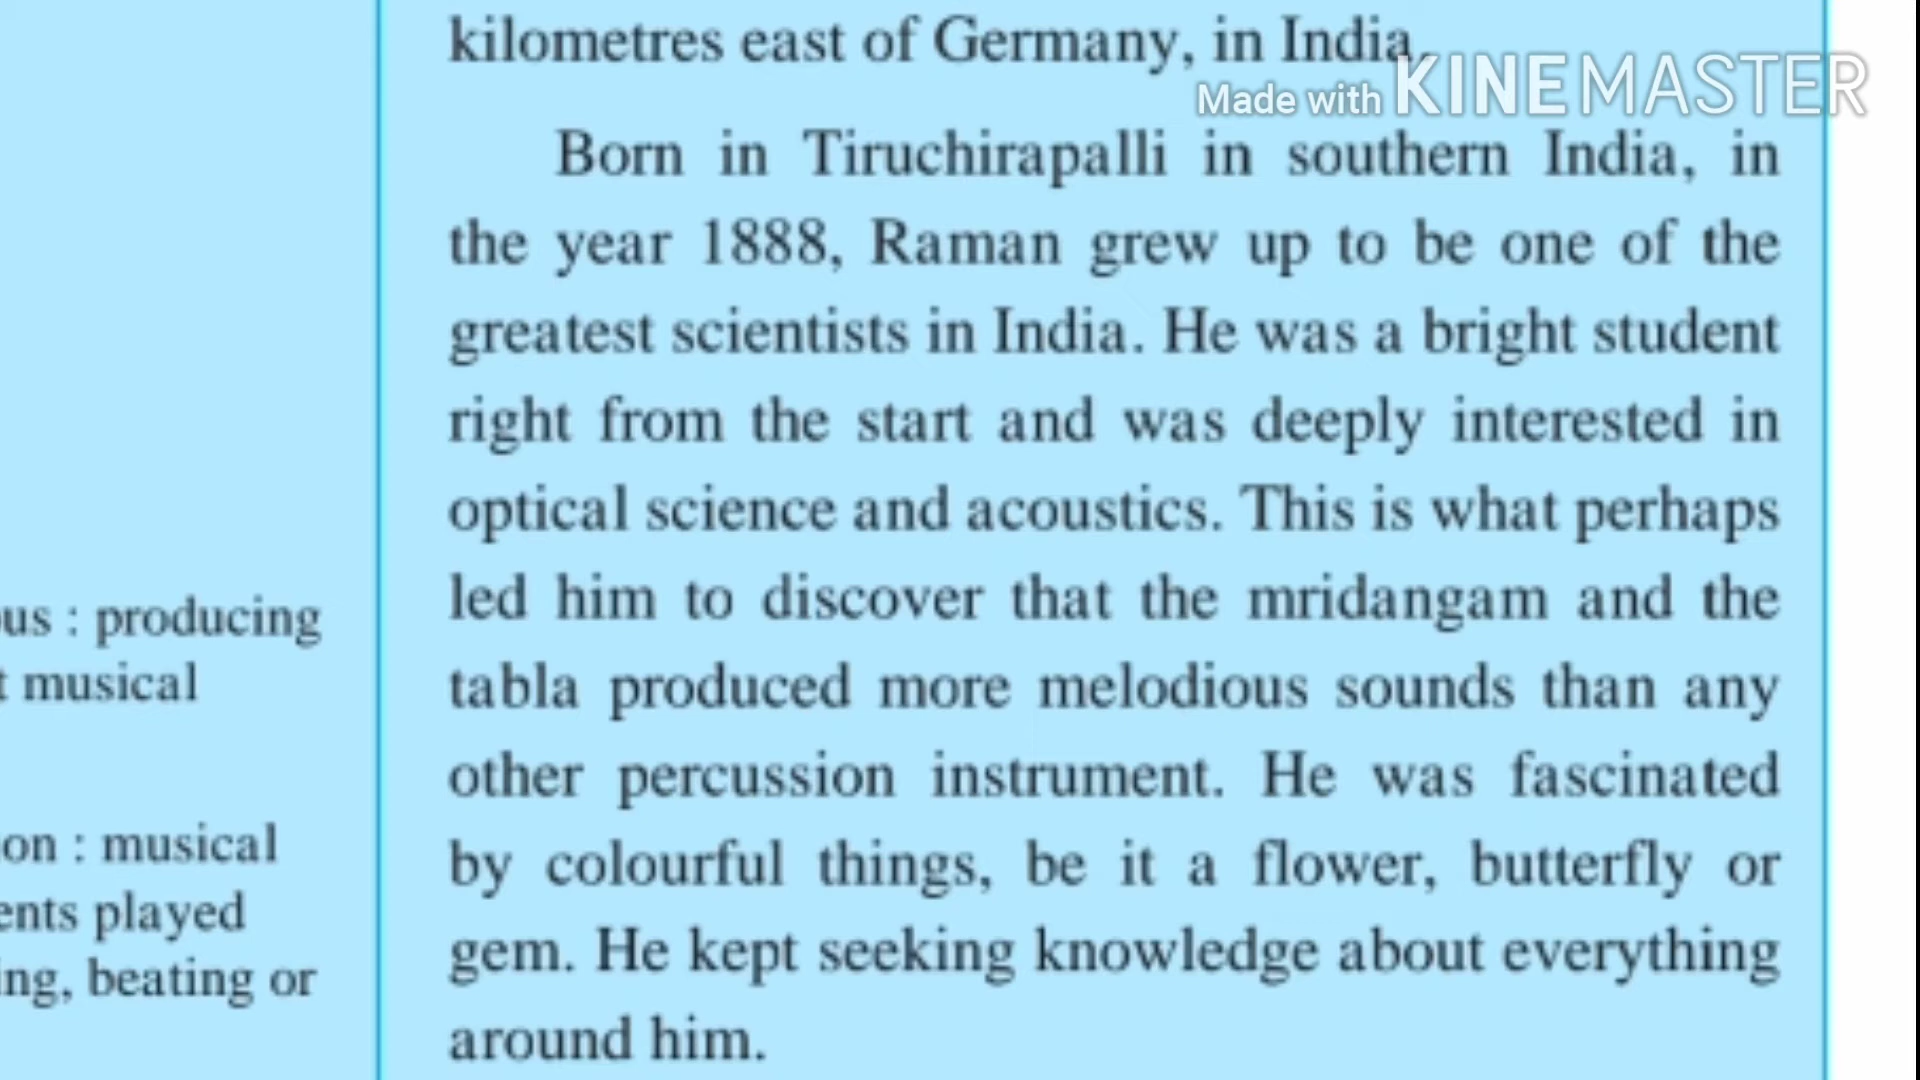 kilometres east of Germany, in India.
Made with KINEMASTER
Born in Tiruchirapalli in southern India, in
the year 1888, Raman grew up to be one of the
greatest scientists in India. He was a bright student
right from the start and was deeply interested in
optical science and acoustics. This is what perhaps
led him to discover that the mridangam and the
tabla produced more melodious sounds than any
other percussion instrument. He was fascinated
by colourful things, be it a flower, butterfly or
gem. He kept seeking knowledge about everything
around him.
us : producing
t musical
on : musical
ents played
ing, beating or